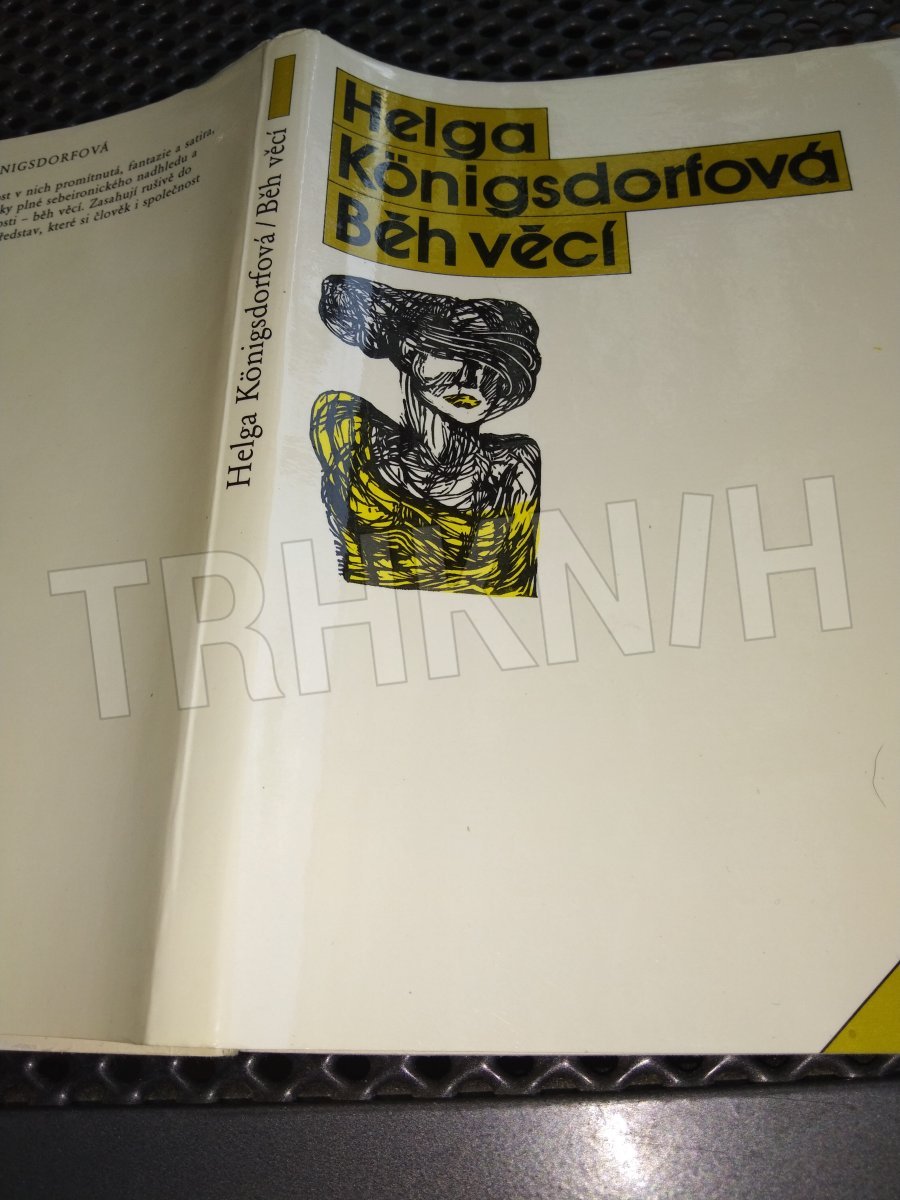 NIGSDORFOVÁ
ost v nich promítnutá, fantazie a satira,
ky plné sebeironického nadhledu a
osti – běh věcí. Zasahují rušivě do
ředstav, které si člověk i společnost
Helga Königsdorfová / Běh věcí
Helga
Königsdorfová
Běh věcí
TRHKNIH